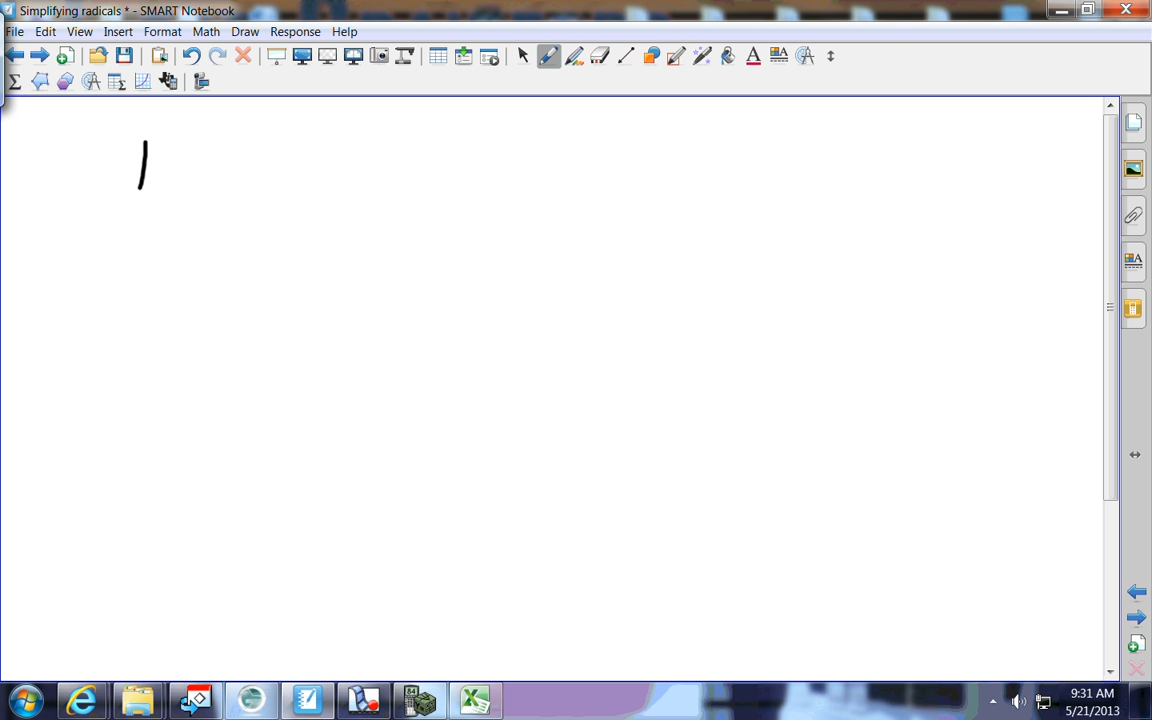 Simplifying radicals * - SMART Notebook
File Edit View Insert Format Math Draw Response Help
84
9:31 AM
5/21/2013